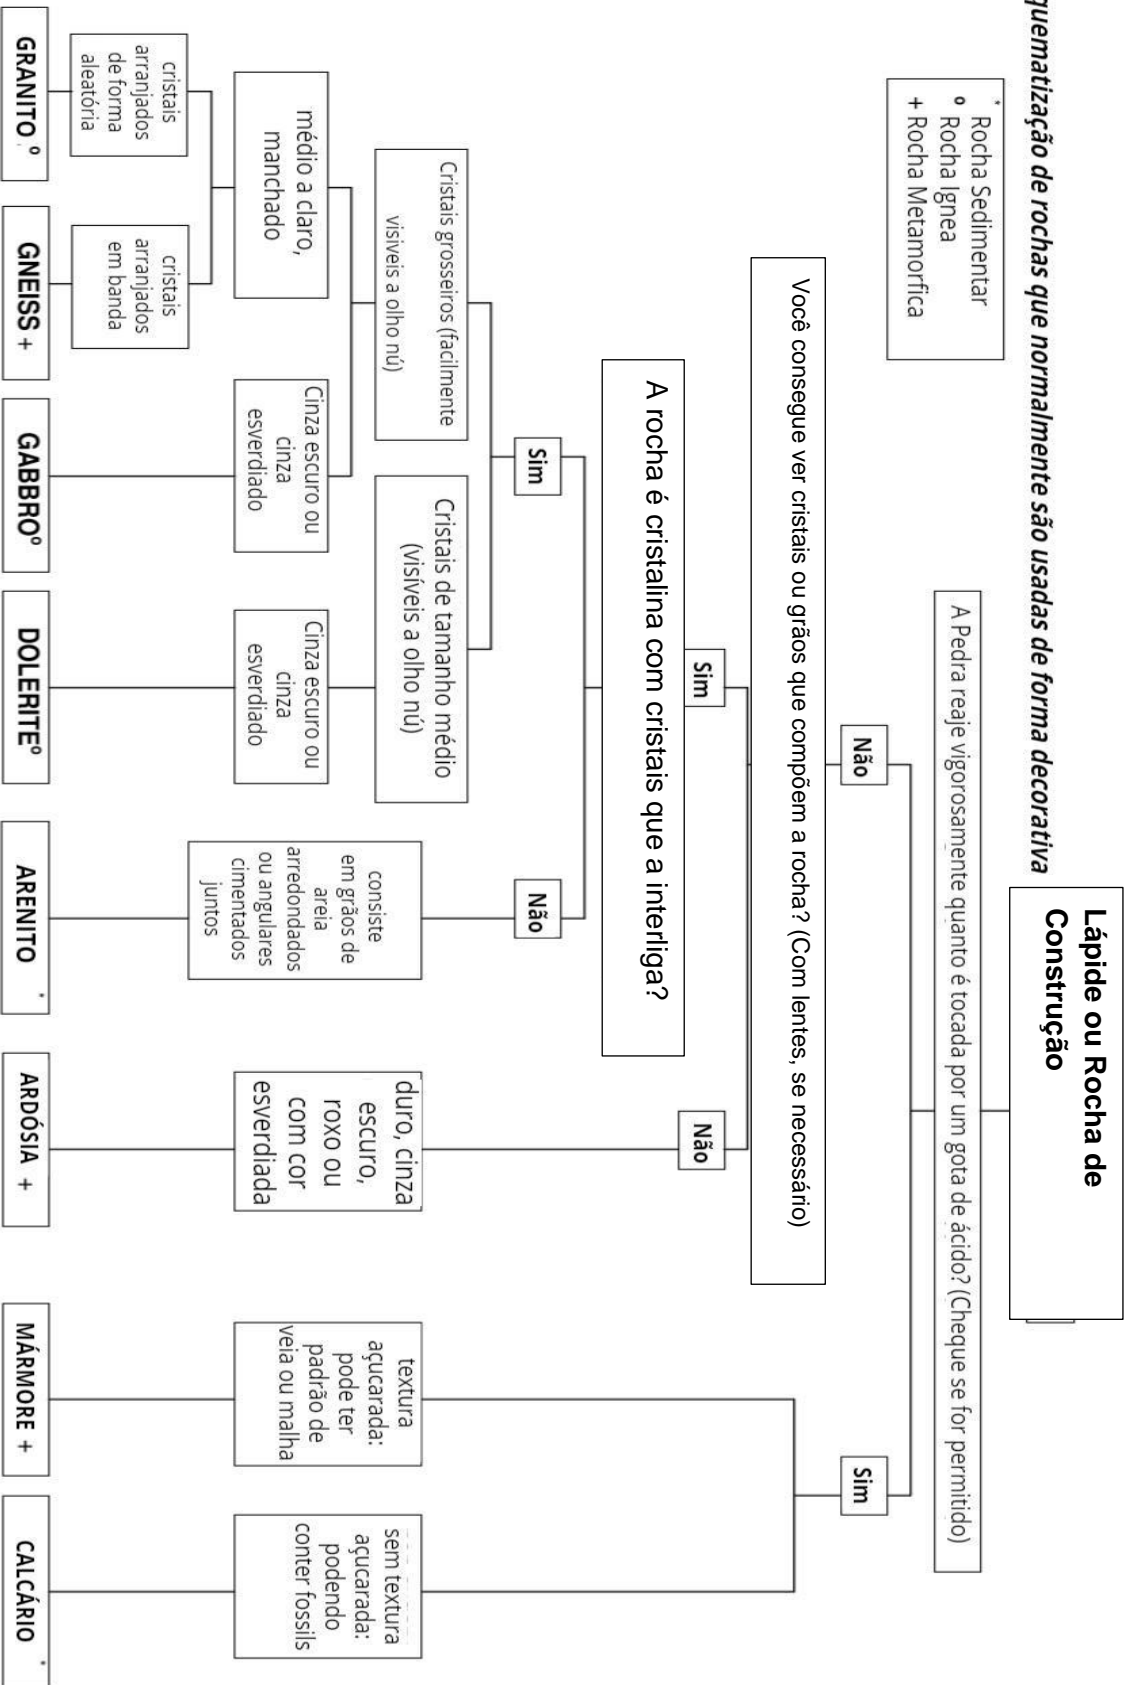 quematização de rochas que normalmente são usadas de forma decorativa
Lápide ou Rocha de
Construção
* Rocha Sedimentar
º Rocha Ignea
+ Rocha Metamorfica
A Pedra reaje vigorosamente quanto é tocada por um gota de ácido? (Cheque se for permitido)
Não
Sim
Você consegue ver cristais ou grãos que compõem a rocha? (Com lentes, se necessário)
Sim
Não
A rocha é cristalina com cristais que a interliga?
Sim
Não
Cristais grosseiros (facilmente
visiveis a olho nú)
Cristais de tamanho médio
(visíveis a olho nú)
médio a claro,
manchado
Cinza escuro ou
cinza
esverdiado
Cinza escuro ou
cinza
esverdiado
consiste
em grãos de
areia
arredondados
ou angulares
cimentados
juntos
duro, cinza
escuro,
roxo ou
com cor
esverdiada
textura
açucarada:
pode ter
padrão de
veia ou malha
sem textura
açucarada:
podendo
conter fossils
cristais
arranjados
de forma
aleatória
cristais
arranjados
em banda
GRANITO º
GNEISS +
GABBROº
DOLERITEº
ARENITO *
ARDÓSIA +
MÁRMORE +
CALCÁRIO *